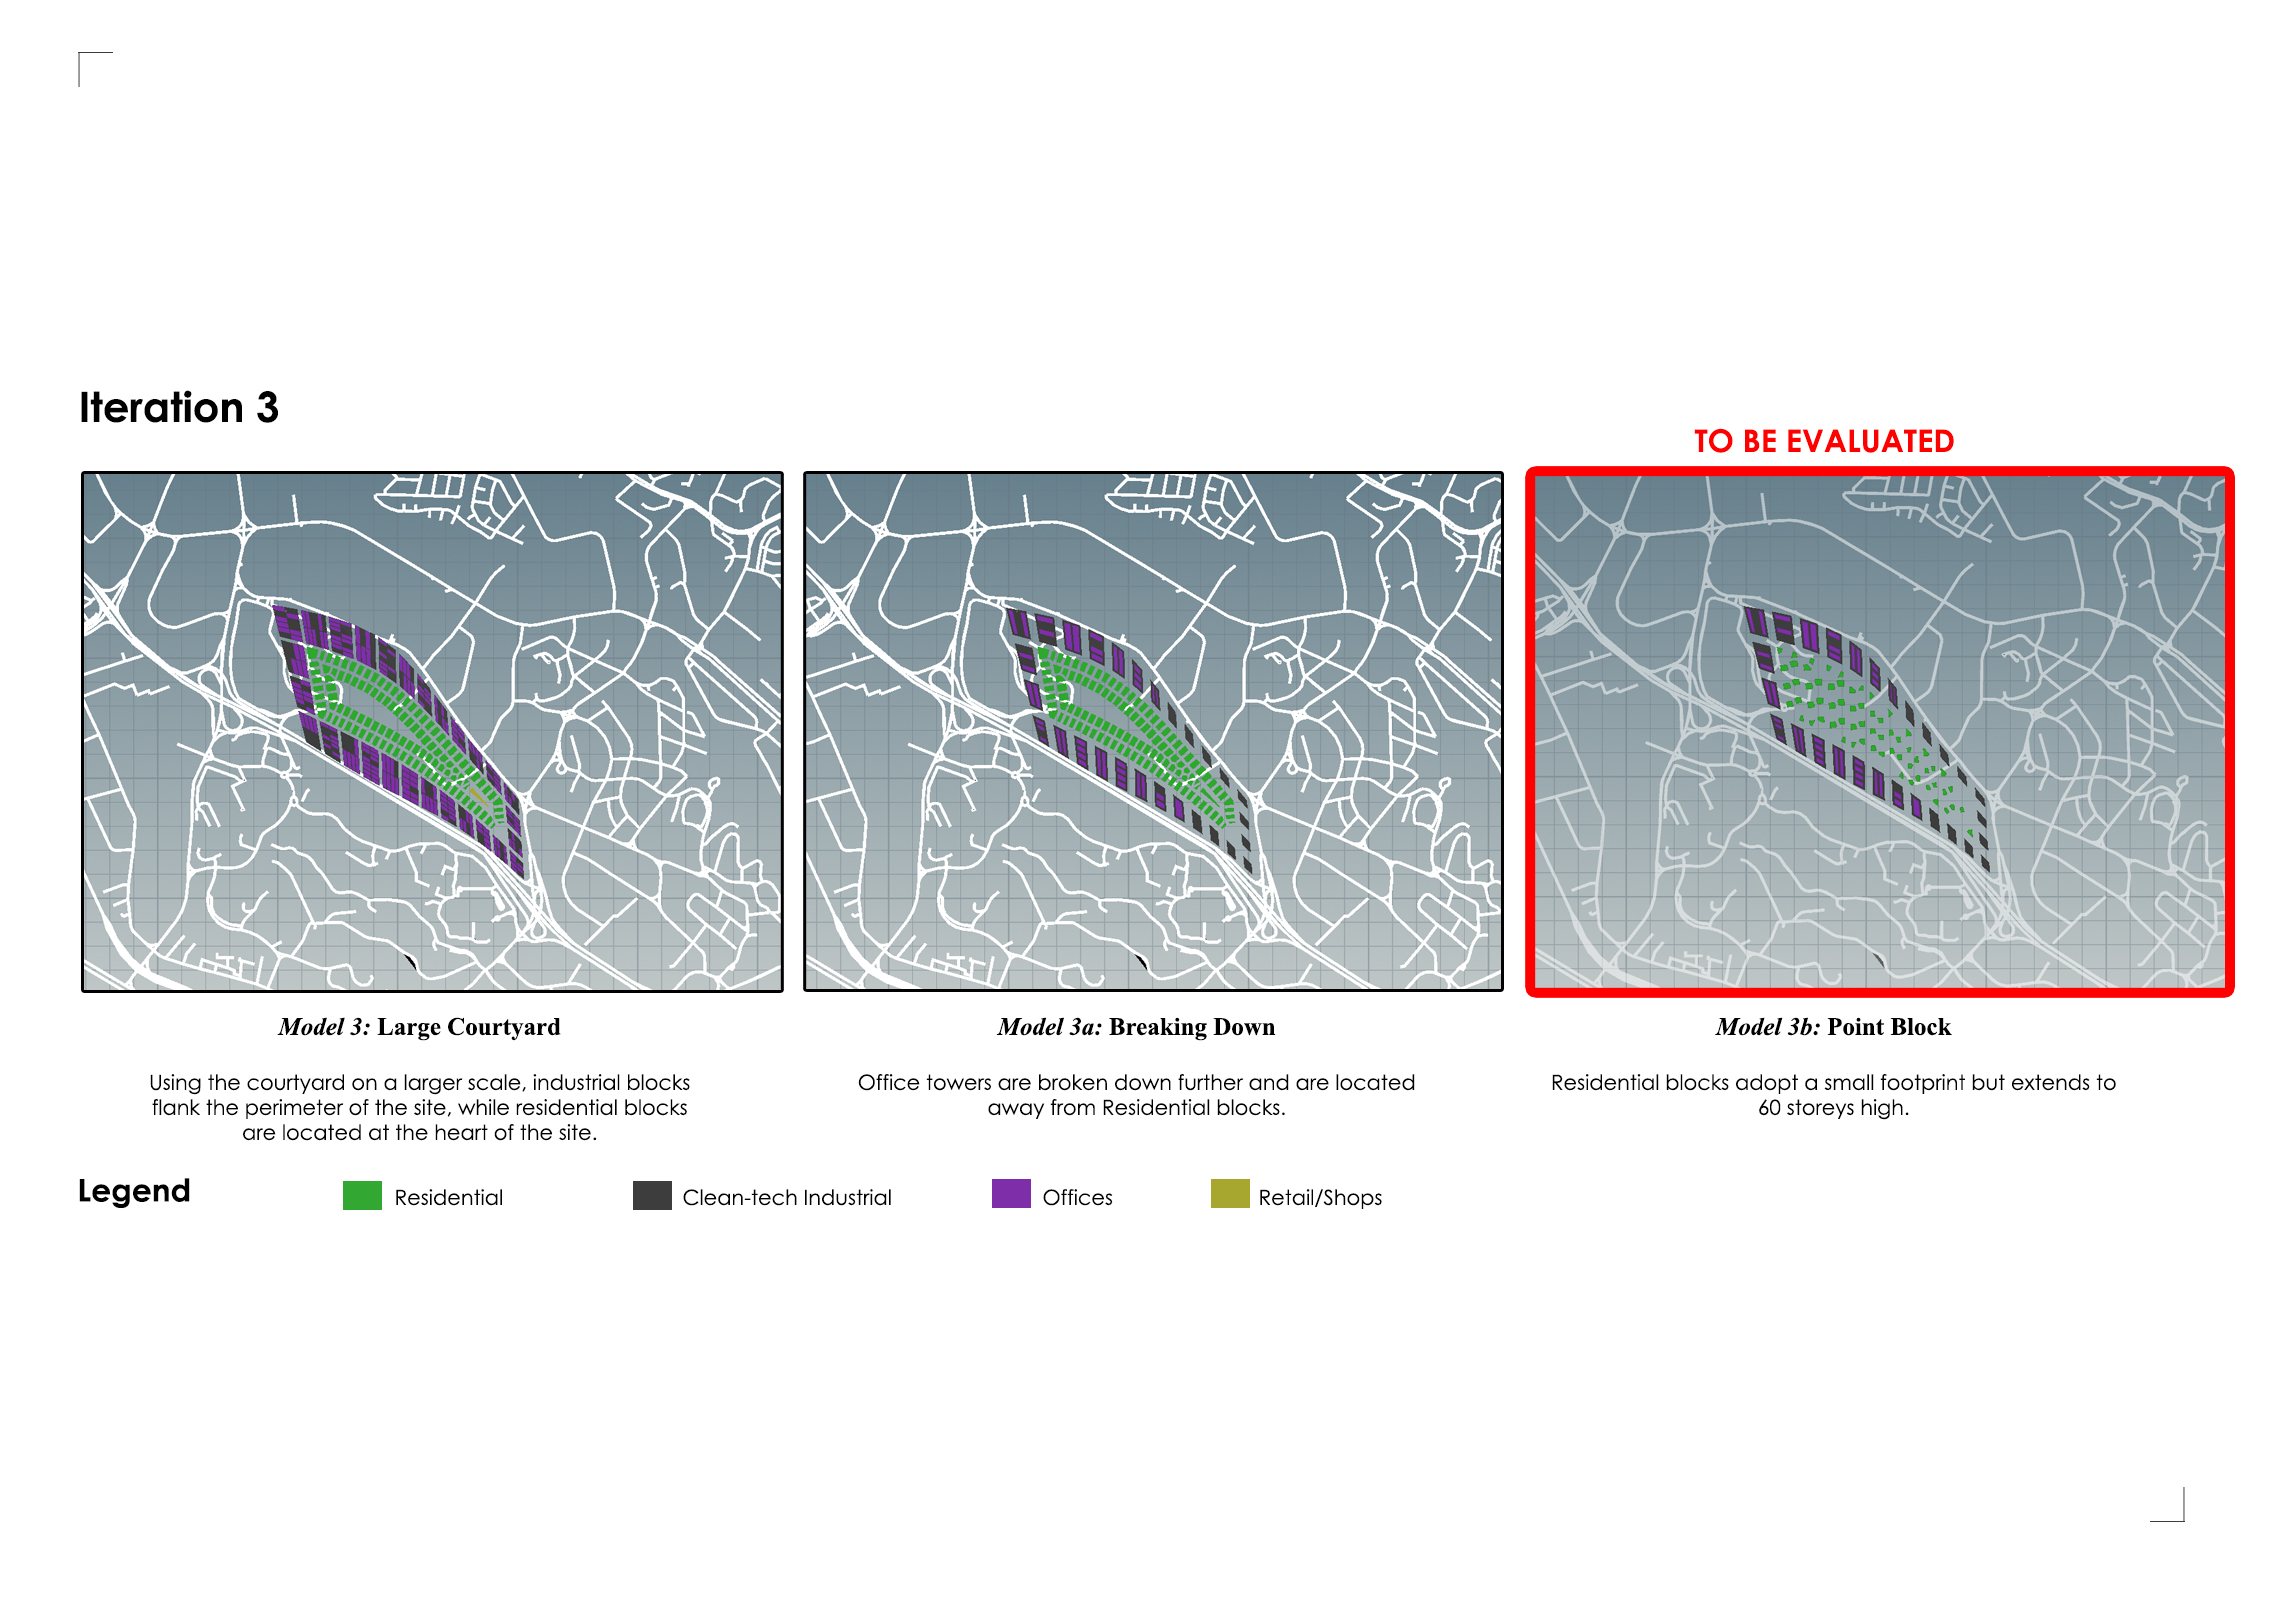 Iteration 3
TO BE EVALUATED
Model 3: Large Courtyard
Using the courtyard on a larger scale, industrial blocks
flank the perimeter of the site, while residential blocks
are located at the heart of the site.
Model 3a: Breaking Down
Office towers are broken down further and are located
away from Residential blocks.
Model 3b: Point Block
Residential blocks adopt a small footprint but extends to
60 storeys high.
Legend
Residential
Clean-tech Industrial
Offices
Retail/Shops